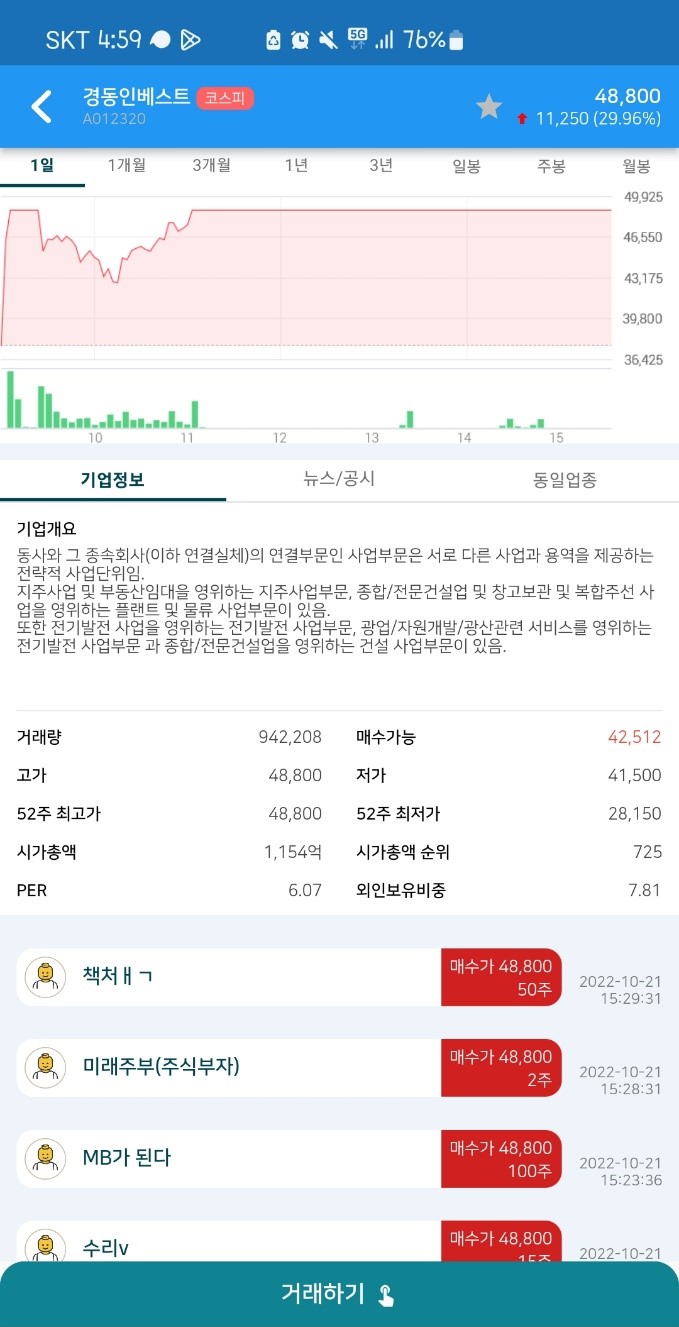 SKT 4:59 5G 76%
경동인베스트 코스피 48,800
A012320 11,250 (29.96%)
1일 1개월 3개월 1년 3년 일봉 주봉 월봉
49,925
46,550
43,175
39,800
36,425
10 11 12 13 14 15
기업정보 뉴스/공시 동일업종
기업개요
동사와 그 종속회사(이하 연결실체)의 연결부문인 사업부문은 서로 다른 사업과 용역을 제공하는
전략적 사업단위임.
지주사업 및 부동산임대을 영위하는 지주사업부문, 종합/전문건설업 및 창고보관 및 복합주선 사
업을 영위하는 플랜트 및 물류 사업부문이 있음.
또한 전기발전 사업을 영위하는 전기발전 사업부문, 광업/자원개발/광산관련 서비스를 영위하는
전기발전 사업부문 과 종합/전문건설업을 영위하는 건설 사업부문이 있음.
거래량 942,208 매수가능 42,512
고가 48,800 저가 41,500
52주 최고가 48,800 52주 최저가 28,150
시가총액 1,154억 시가총액 순위 725
PER 6.07 외인보유비중 7.81
책처ㅐㄱ 매수가 48,800
50주
2022-10-21
15:29:31
미래주부(주식부자) 매수가 48,800
2주
2022-10-21
15:28:31
MB가 된다 매수가 48,800
100주
2022-10-21
15:23:36
수리v 매수가 48,800
15주
2022-10-21
거래하기